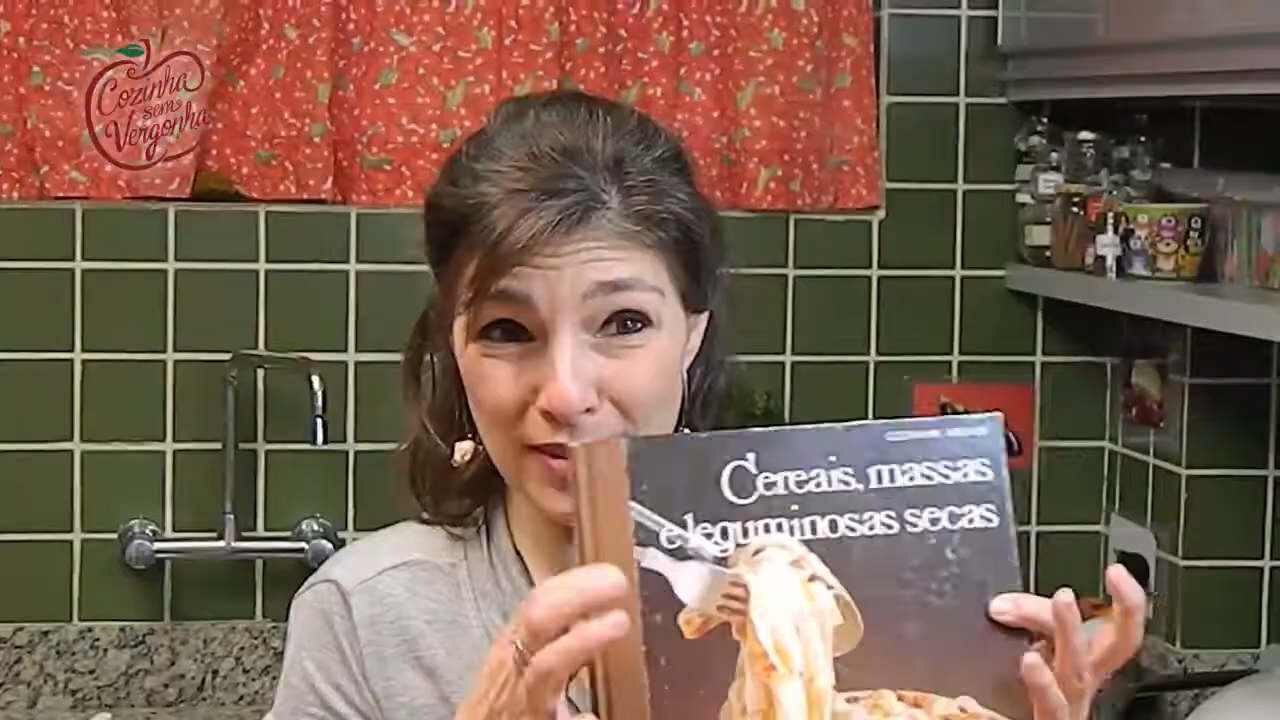 Cozinha
sem
Vergonha
Cereais, massas
e leguminosas secas